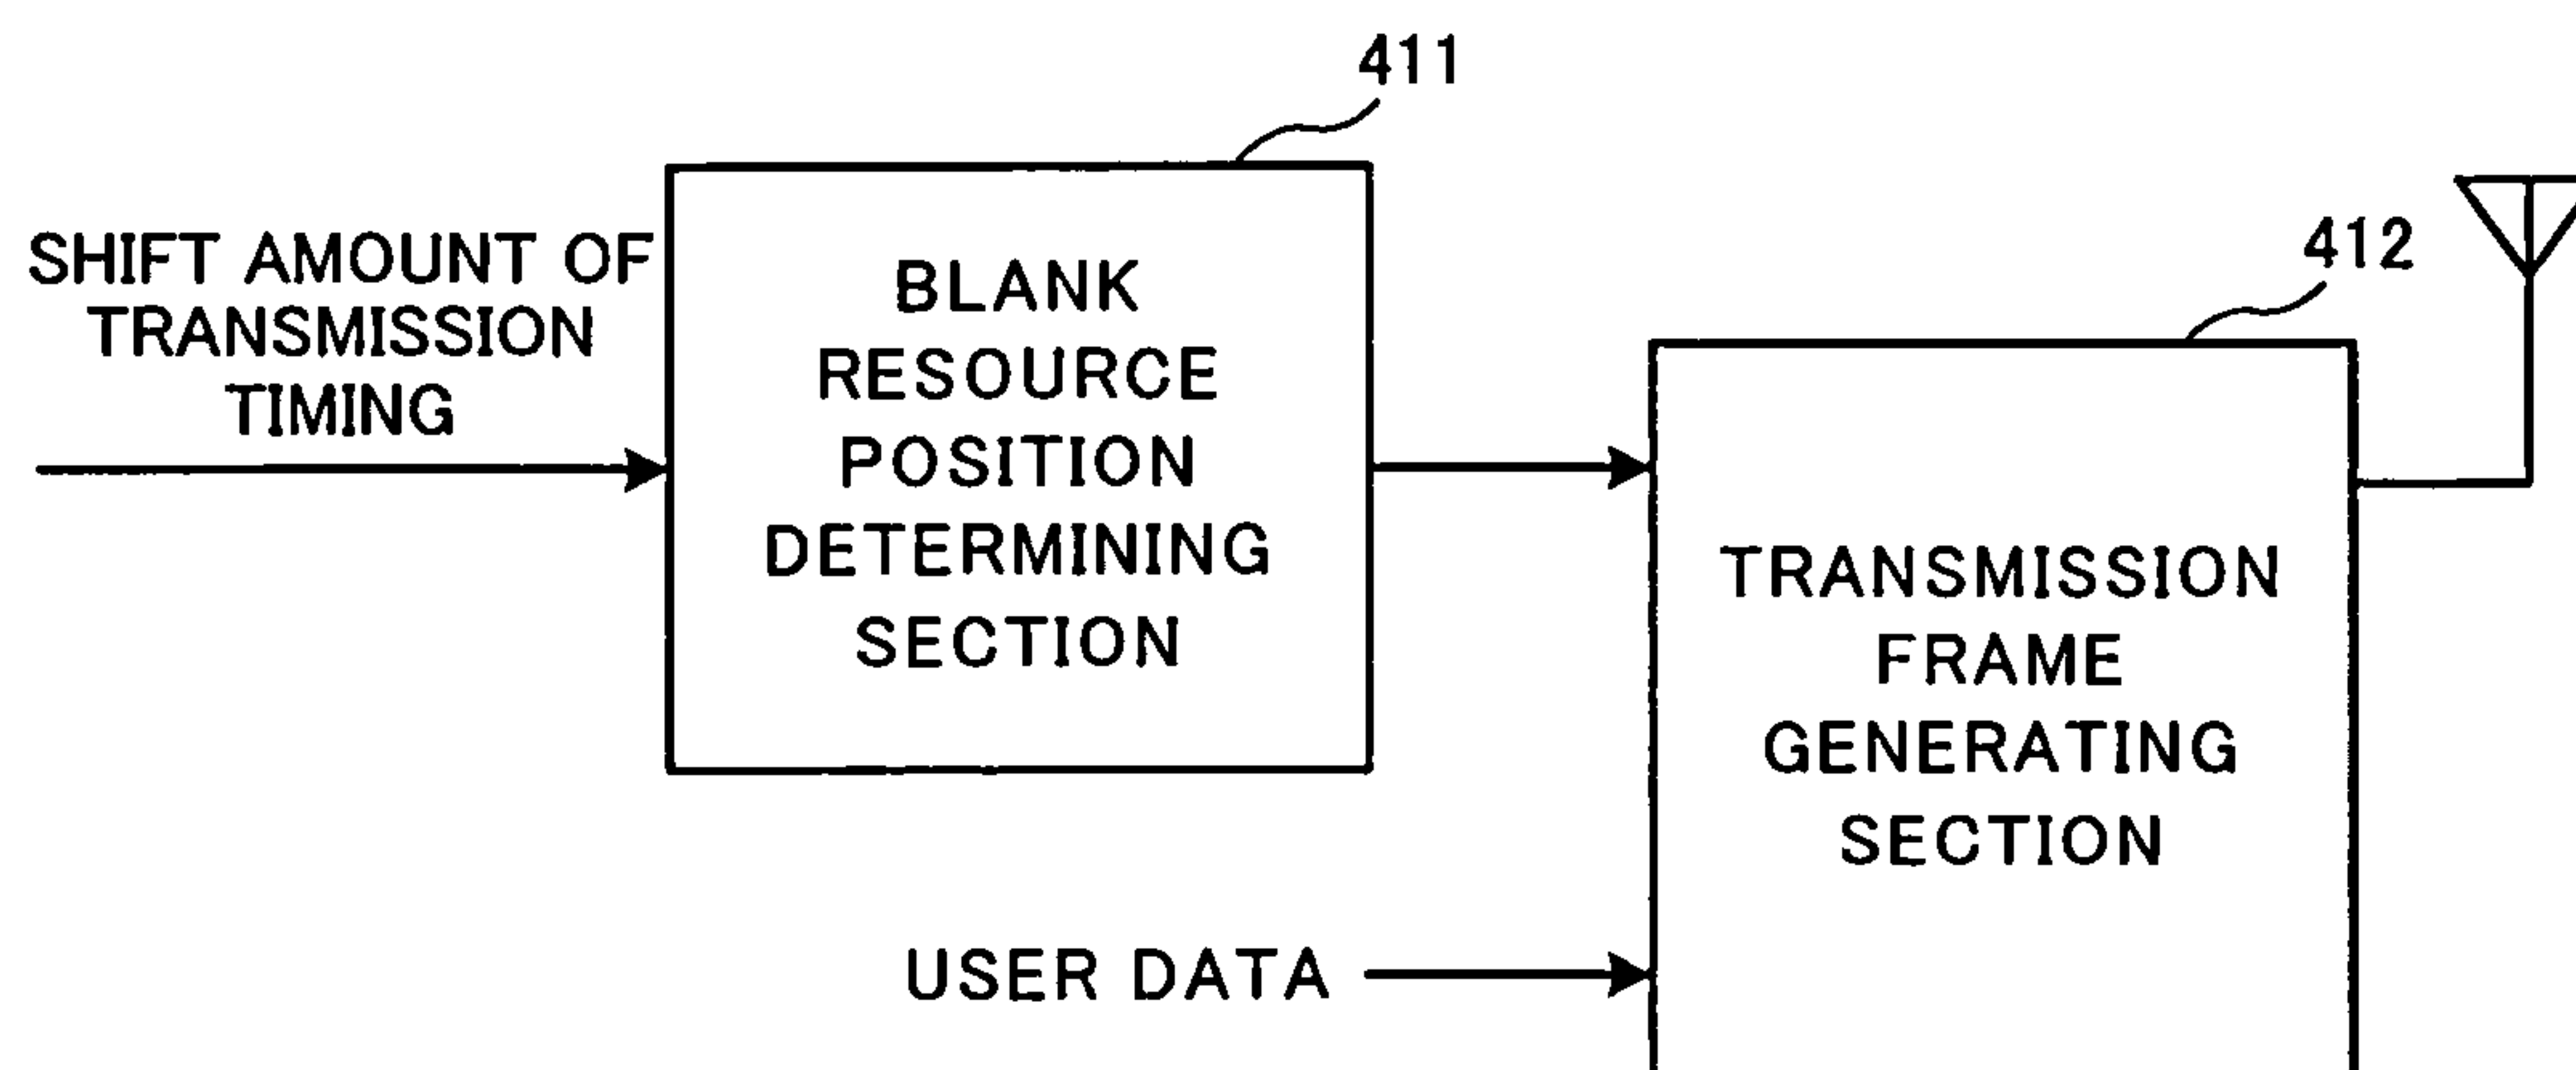 411
SHIFT AMOUNT OF
TRANSMISSION
TIMING
BLANK
RESOURCE
POSITION
DETERMINING
SECTION
412
TRANSMISSION
FRAME
GENERATING
SECTION
USER DATA